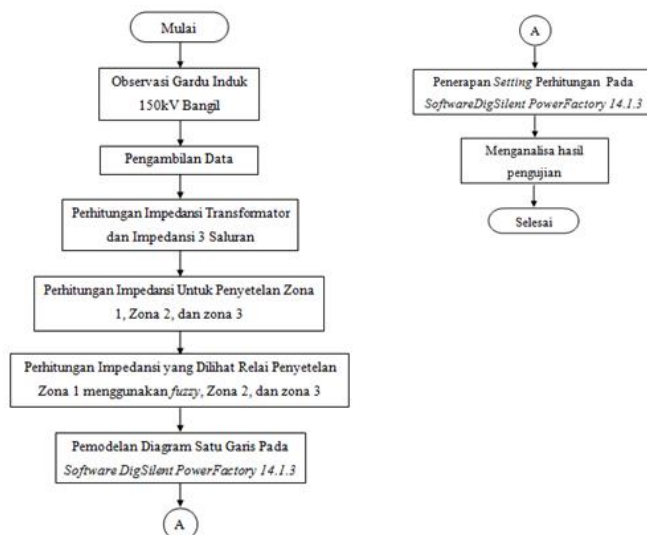 Mulai
Observasi Gardu Induk
150kV Bangil
Pengambilan Data
Perhitungan Impedansi Transformator
dan Impedansi 3 Saluran
Perhitungan Impedansi Untuk Penyetelan Zona
1, Zona 2, dan zona 3
Perhitungan Impedansi yang Dilihat Relai Penyetelan
Zona 1 menggunakan fuzzy, Zona 2, dan zona 3
Pemodelan Diagram Satu Garis Pada
Software DigSilent PowerFactory 14.1.3
A
A
Penerapan Setting Perhitungan Pada
SoftwareDigSilent PowerFactory 14.1.3
Menganalisa hasil
pengujian
Selesai